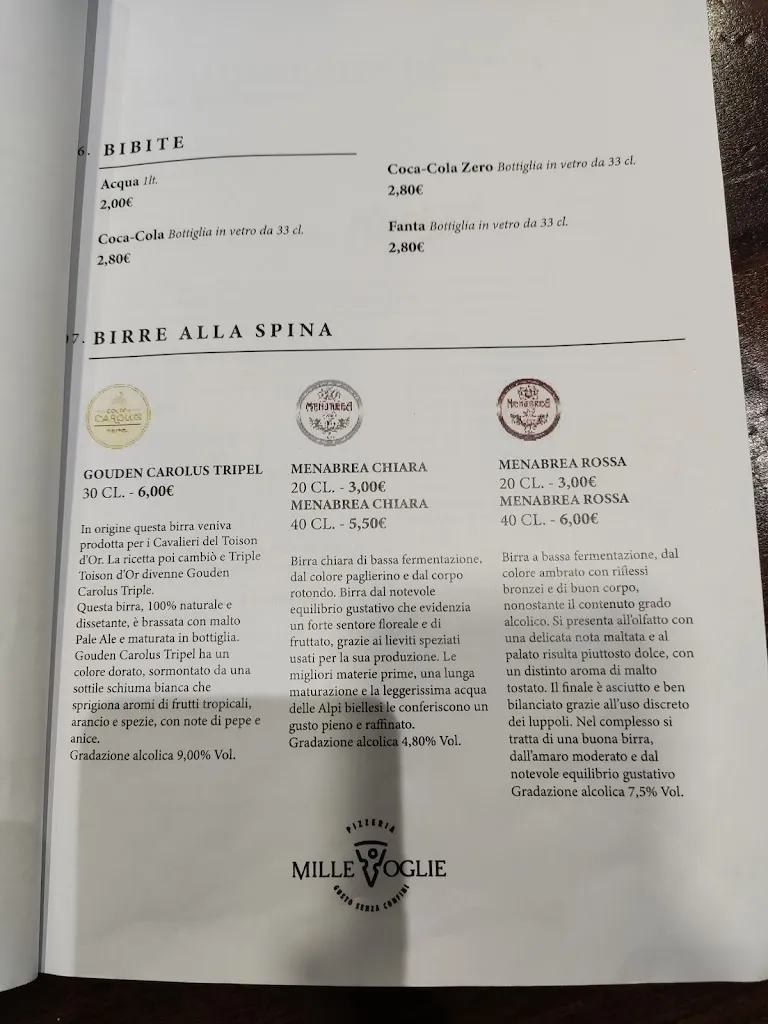 6. BIBITE
Acqua 1lt.
2,00€
Coca-Cola Bottiglia in vetro da 33 cl.
2,80€
Coca-Cola Zero Bottiglia in vetro da 33 cl.
2,80€
Fanta Bottiglia in vetro da 33 cl.
2,80€
7. BIRRE ALLA SPINA
CAROLUS
TRIPEL
GOUDEN CAROLUS TRIPEL
30 CL. - 6,00€
In origine questa birra veniva
prodotta per i Cavalieri del Toison
d'Or. La ricetta poi cambiò e Triple
Toison d'Or divenne Gouden
Carolus Triple.
Questa birra, 100% naturale e
dissetante, è brassata con malto
Pale Ale e maturata in bottiglia.
Gouden Carolus Tripel ha un
colore dorato, sormontato da una
sottile schiuma bianca che
sprigiona aromi di frutti tropicali,
arancio e spezie, con note di pepe e
anice.
Gradazione alcolica 9,00% Vol.
MENABREA
MENABREA CHIARA
20 CL. - 3,00€
MENABREA CHIARA
40 CL. - 5,50€
Birra chiara di bassa fermentazione,
dal colore paglierino e dal corpo
rotondo. Birra dal notevole
equilibrio gustativo che evidenzia
un forte sentore floreale e di
fruttato, grazie ai lieviti speziati
usati per la sua produzione. Le
migliori materie prime, una lunga
maturazione e la leggerissima acqua
delle Alpi biellesi le conferiscono un
gusto pieno e raffinato.
Gradazione alcolica 4,80% Vol.
MENABREA
MENABREA ROSSA
20 CL. - 3,00€
MENABREA ROSSA
40 CL. - 6,00€
Birra a bassa fermentazione, dal
colore ambrato con riflessi
bronzei e di buon corpo,
nonostante il contenuto grado
alcolico. Si presenta all'olfatto con
una delicata nota maltata e al
palato risulta piuttosto dolce, con
un distinto aroma di malto
tostato. Il finale è asciutto e ben
bilanciato grazie all'uso discreto
dei luppoli. Nel complesso si
tratta di una buona birra,
dall'amaro moderato e dal
notevole equilibrio gustativo
Gradazione alcolica 7,5% Vol.
PIZZERIA
MILLE VOGLIE
GUSTO SENZA CONFINI